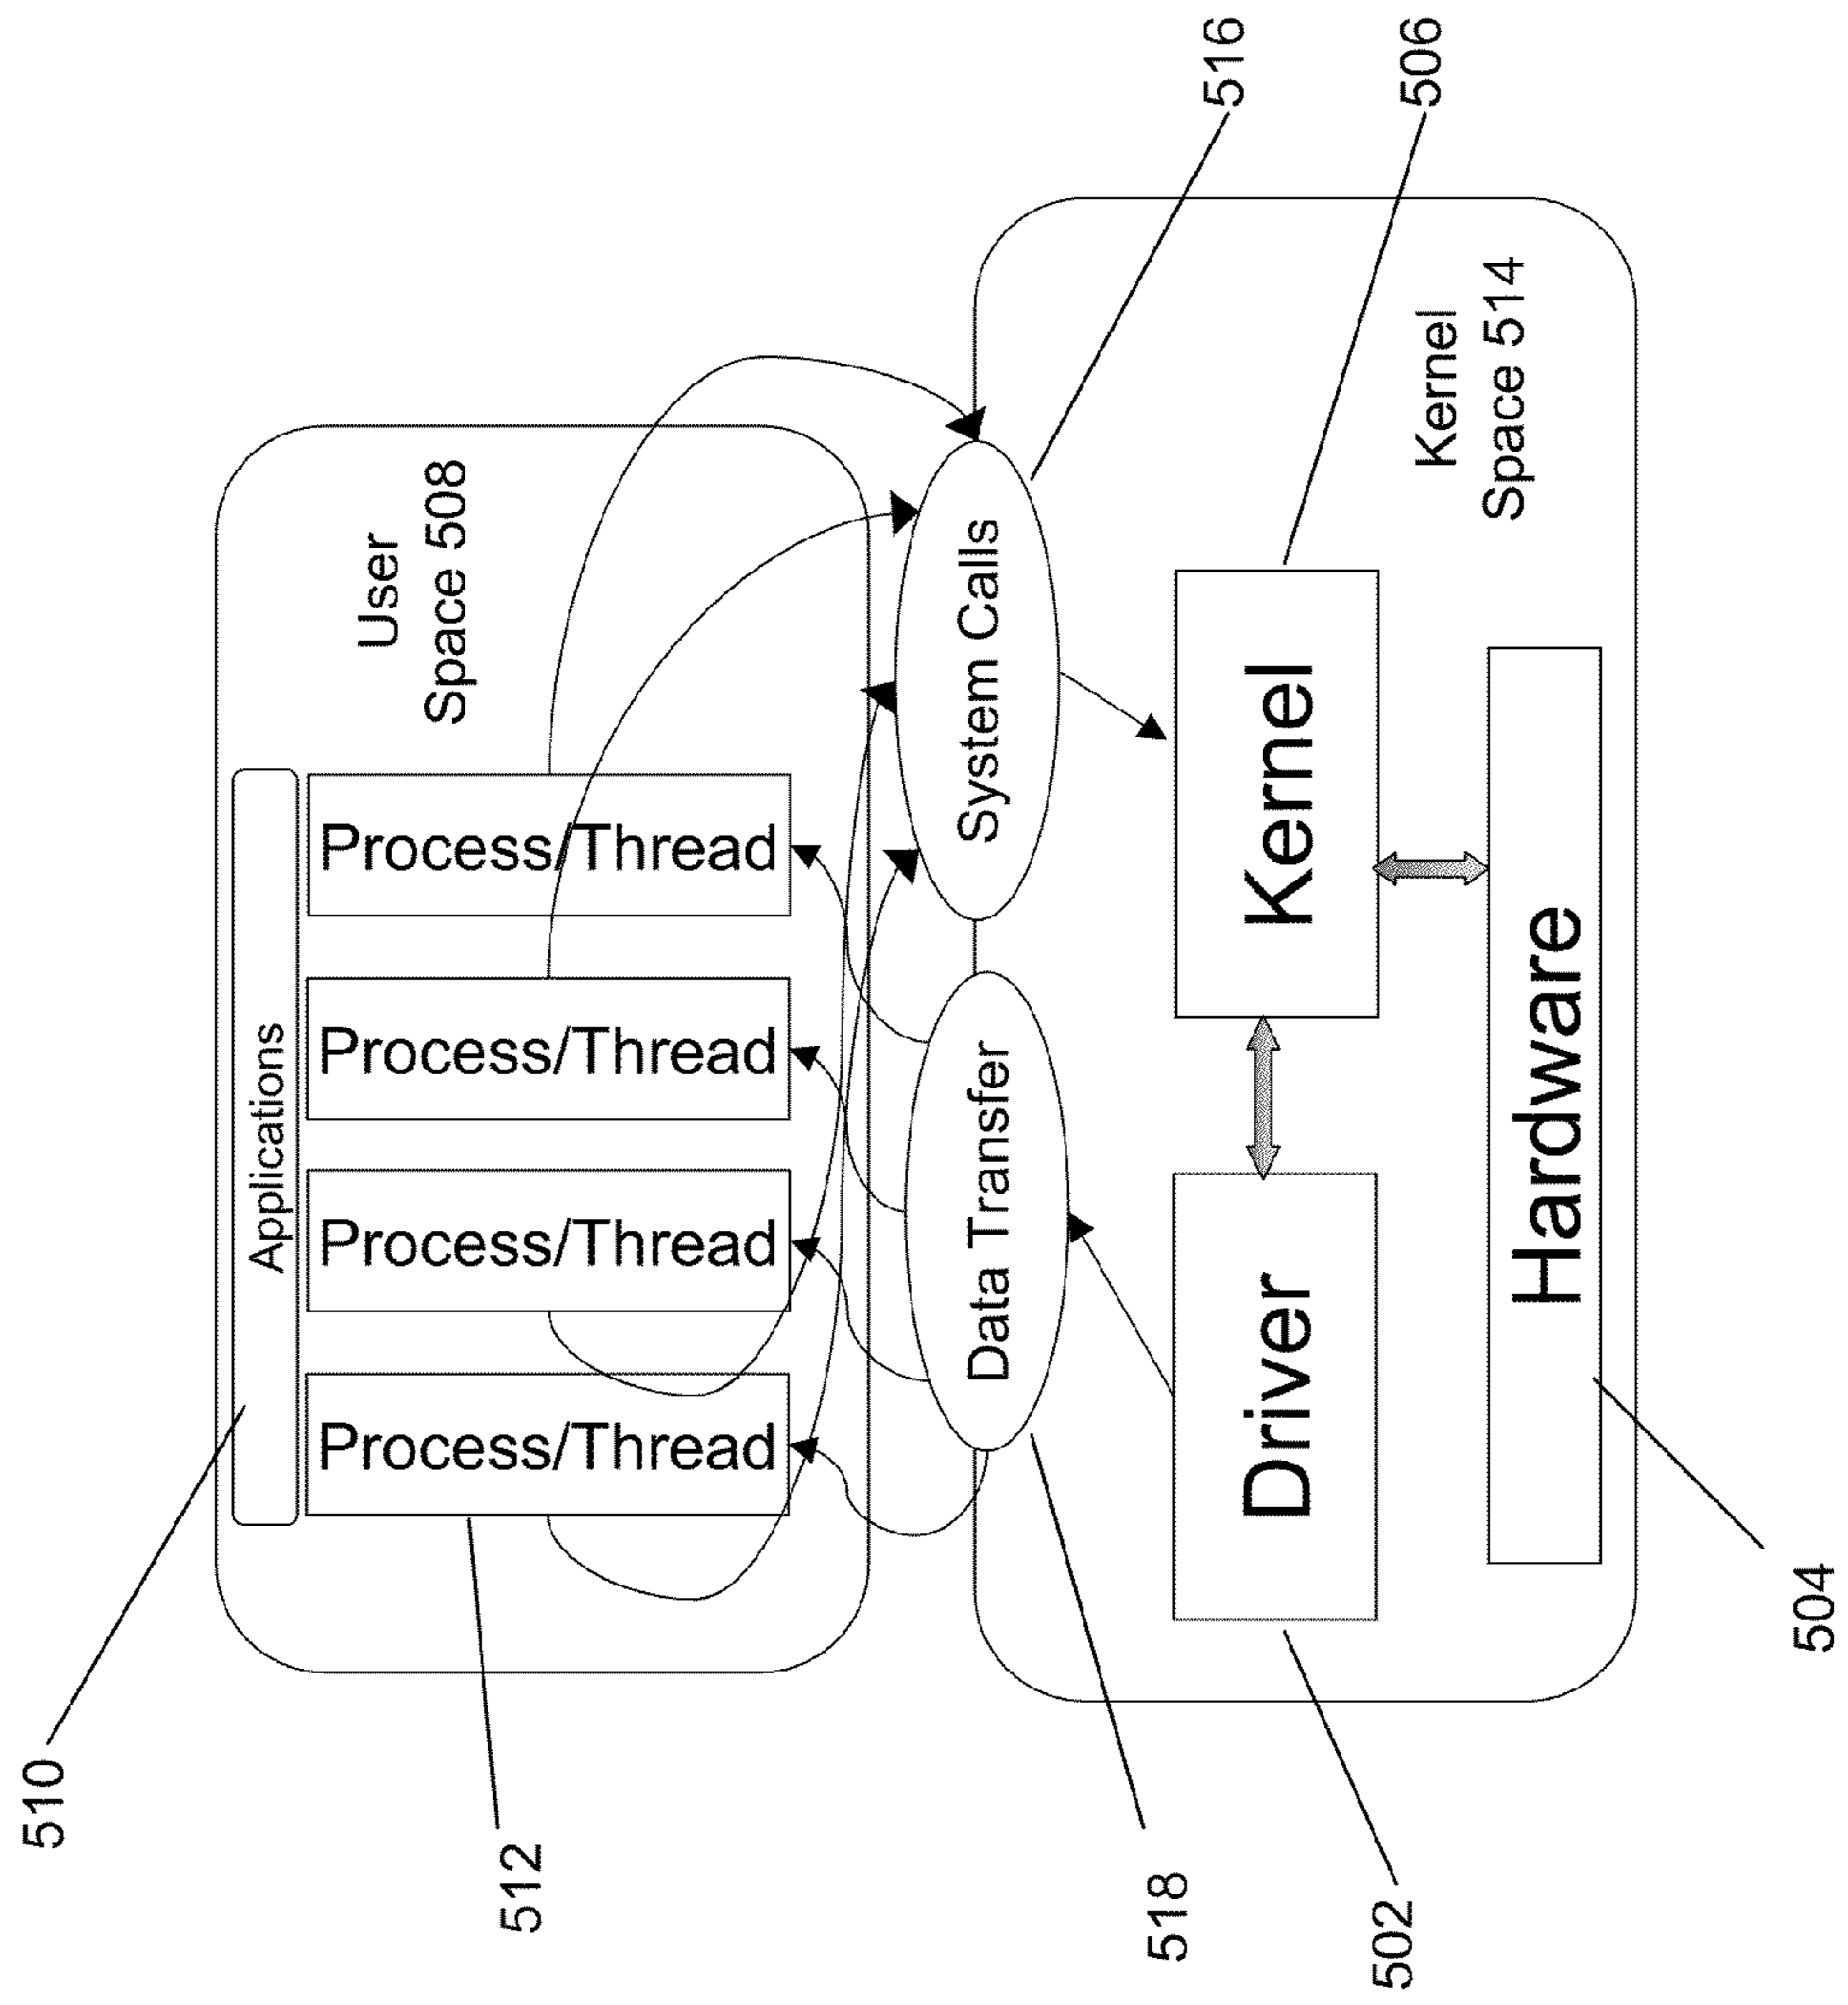 510
Applications
User
Space 508
Process/Thread
Process/Thread
Process/Thread
Process/Thread
512
Data Transfer
System Calls
516
518
Driver
Kernel
506
Kernel
Space 514
502
Hardware
504